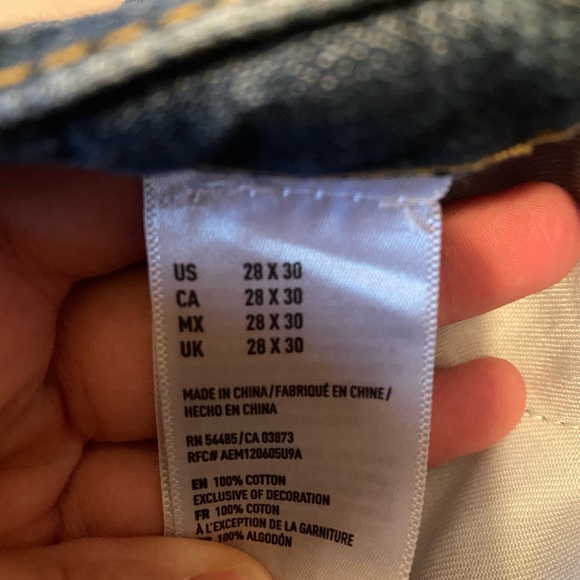 US 28 X 30
CA 28 X 30
MX 28 X 30
UK 28 X 30
MADE IN CHINA/FABRIQUÉ EN CHINE/
HECHO EN CHINA
RN 54485/CA 03873
RFC# AEM120605U9A
EN 100% COTTON
EXCLUSIVE OF DECORATION
FR 100% COTON
À L'EXCEPTION DE LA GARNITURE
100% ALGODÓN